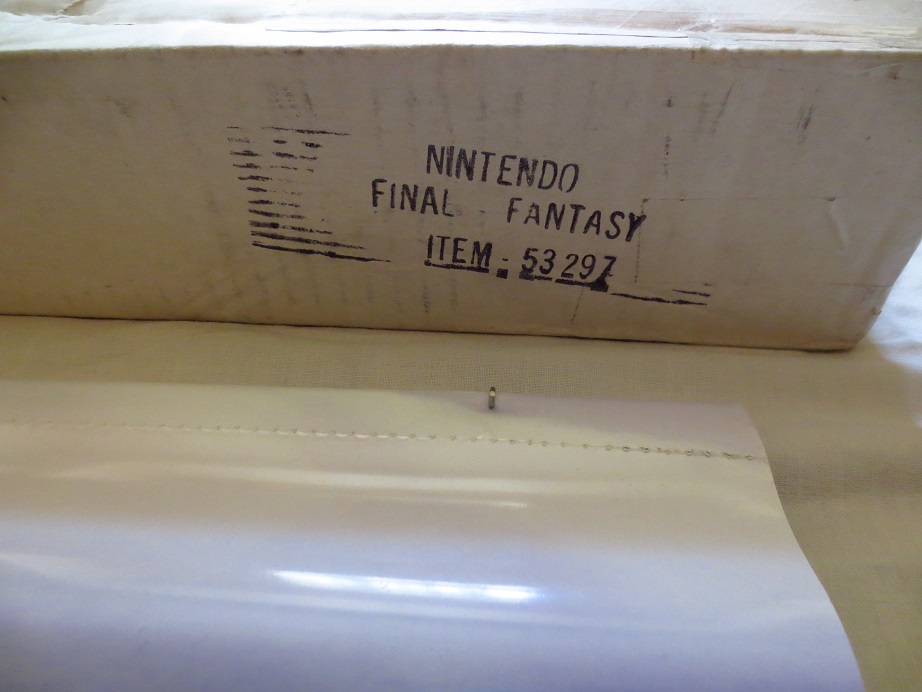 NINTENDO
FINAL FANTASY
ITEM. 53297